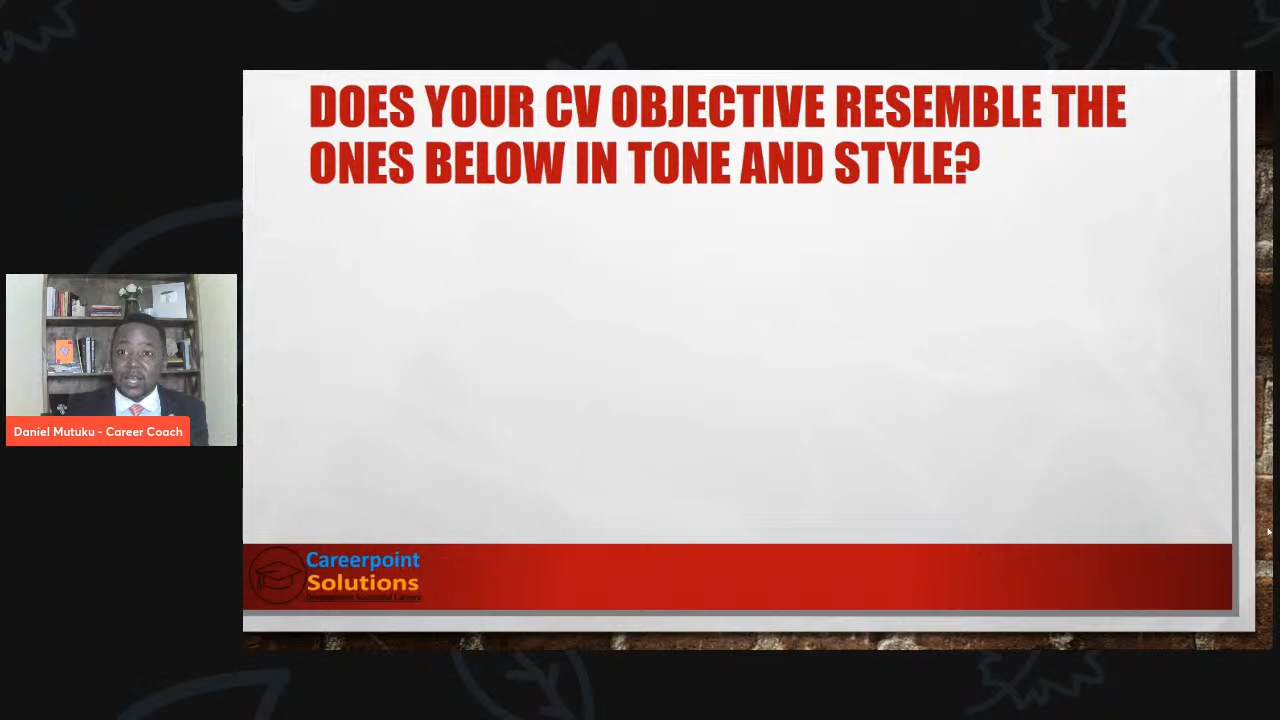 DOES YOUR CV OBJECTIVE RESEMBLE THE
ONES BELOW IN TONE AND STYLE?
Daniel Mutuku - Career Coach
Careerpoint
Solutions